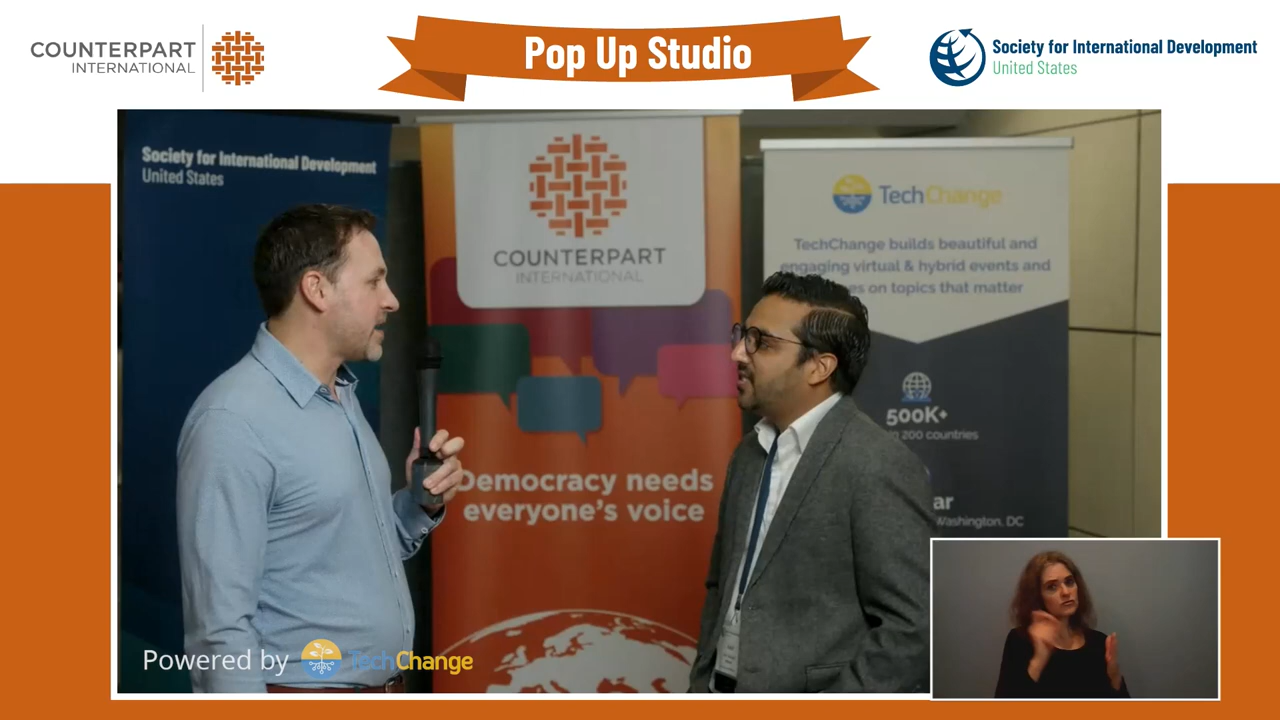 COUNTERPART
INTERNATIONAL
Pop Up Studio
Society for International Development
United States
Society for International Development
United States
COUNTERPART
INTERNATIONAL
Democracy needs
everyone's voice
TechChange
TechChange builds beautiful and
engaging virtual & hybrid events and
on topics that matter
500K+
200 countries
Washington, DC
Powered by TechChange